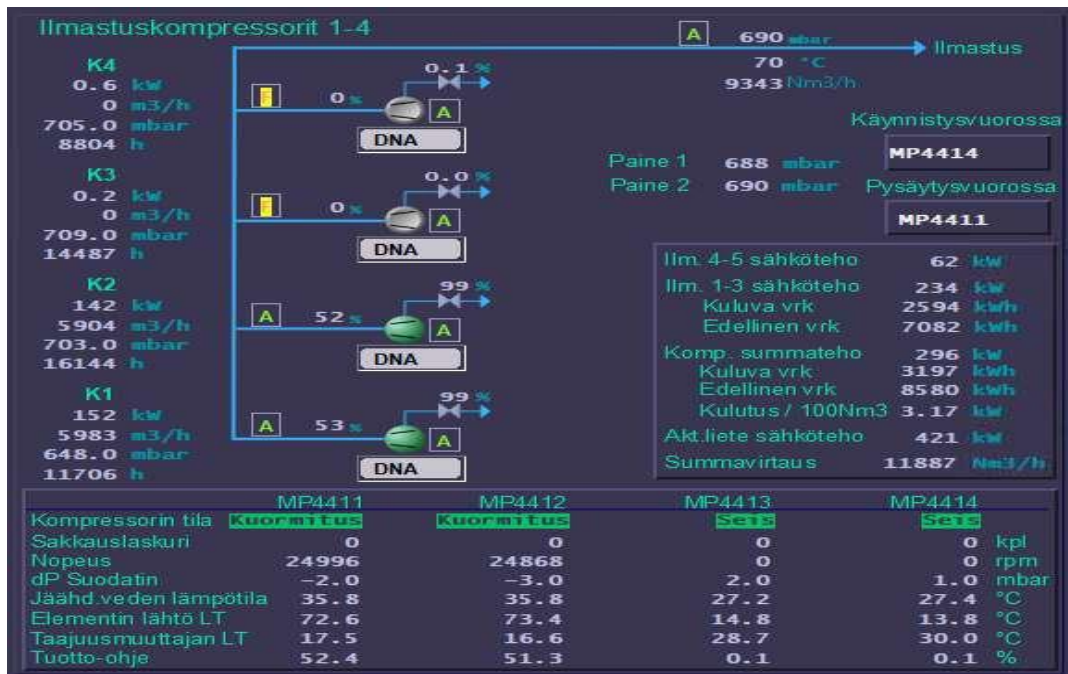 Ilmastuskompressorit 1-4
A 690 mbar
Ilmastus
70 °C
9343 Nm3/h
K4
0.6 kW
0 m3/h
705.0 mbar
8804 h
0 %
0.1 %
A
DNA
Käynnistysvuorossa
MP4414
Paine 1 688 mbar
Paine 2 690 mbar
Pysäytysvuorossa
MP4411
K3
0.2 kW
0 m3/h
709.0 mbar
14487 h
0 %
0.0 %
A
DNA
K2
142 kW
5904 m3/h
703.0 mbar
16144 h
A 52 %
99 %
A
DNA
K1
152 kW
5983 m3/h
648.0 mbar
11706 h
A 53 %
99 %
A
DNA
Ilm. 4-5 sähköteho 62 kW
Ilm. 1-3 sähköteho 234 kW
Kuluva vrk 2594 kWh
Edellinen vrk 7082 kWh
Komp. summateho 296 kW
Kuluva vrk 3197 kWh
Edellinen vrk 8580 kWh
Kulutus / 100Nm3 3.17 kW
Akt.liete sähköteho 421 kW
Summavirtaus 11887 Nm3/h
MP4411 MP4412 MP4413 MP4414
Kompressorin tila Kuormitus Kuormitus Seis Seis
Sakkauslaskuri 0 0 0 0 kpl
Nopeus 24996 24868 0 0 rpm
dP Suodatin -2.0 -3.0 2.0 1.0 mbar
Jäähd.veden lämpötila 35.8 35.8 27.2 27.4 °C
Elementin lähtö LT 72.6 73.4 14.8 13.8 °C
Taajuusmuuttajan LT 17.5 16.6 28.7 30.0 °C
Tuotto-ohje 52.4 51.3 0.1 0.1 %